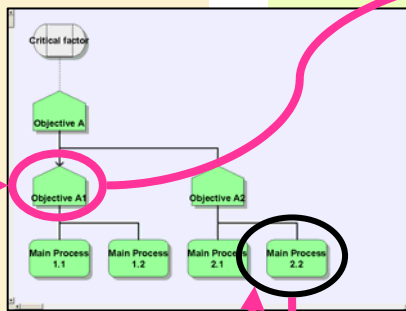 Critical factor
Objective A
Objective A1
Objective A2
Main Process
1.1
Main Process
1.2
Main Process
2.1
Main Process
2.2